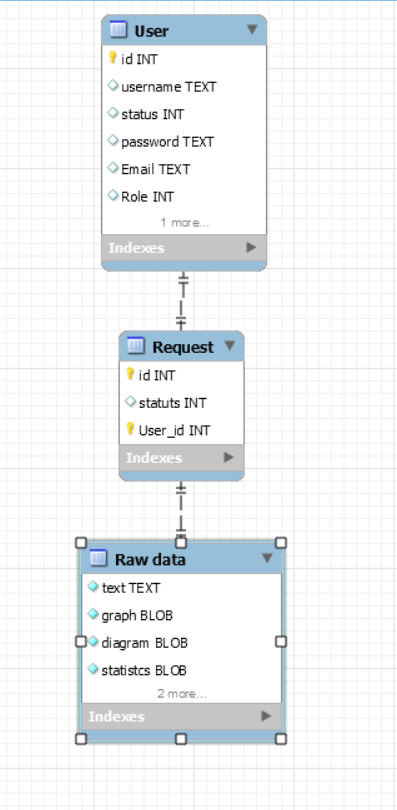 User
id INT
username TEXT
status INT
password TEXT
Email TEXT
Role INT
1 more...
Indexes
Request
id INT
statuts INT
User_id INT
Indexes
Raw data
text TEXT
graph BLOB
diagram BLOB
statistcs BLOB
2 more...
Indexes